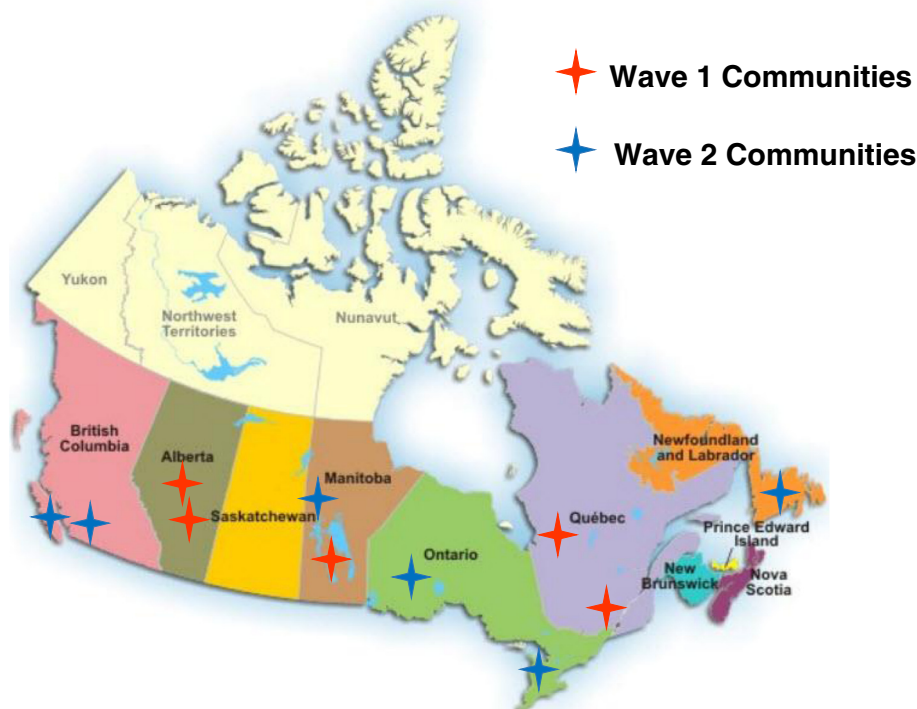 Wave 1 Communities
Wave 2 Communities
Yukon
Northwest
Territories
Nunavut
British
Columbia
Alberta
Saskatchewan
Manitoba
Ontario
Québec
Newfoundland
and Labrador
Prince Edward
Island
New
Brunswick
Nova
Scotia